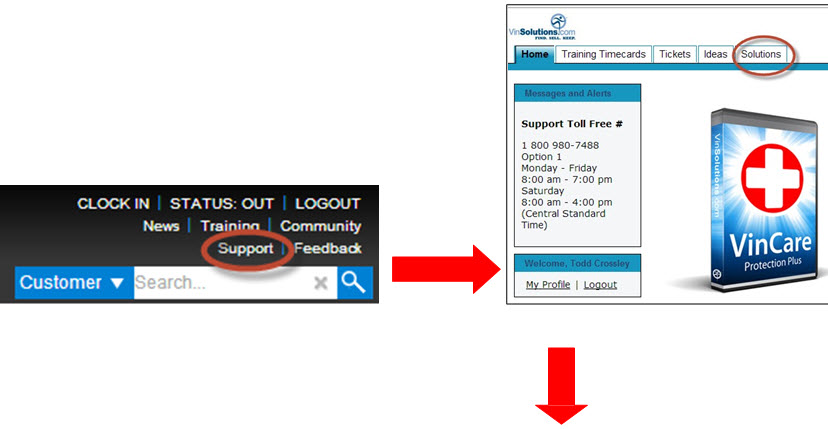 CLOCK IN | STATUS: OUT | LOGOUT
News | Training | Community
Support | Feedback
Customer ▼ Search... ×
VinSolutions.com
FIND. SELL. KEEP.
Home Training Timecards Tickets Ideas Solutions
Messages and Alerts
Support Toll Free #
1 800 980-7488
Option 1
Monday - Friday
8:00 am - 7:00 pm
Saturday
8:00 am - 4:00 pm
(Central Standard
Time)
Welcome, Todd Crossley
My Profile | Logout
VinSolutions.com
VinCare
Protection Plus